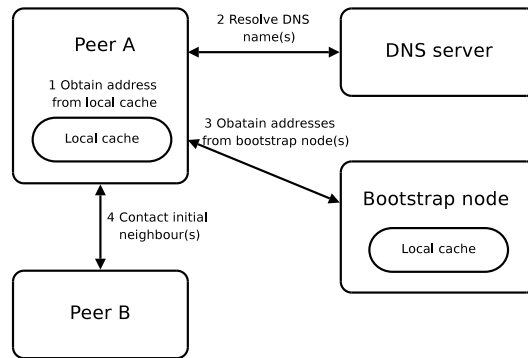 Peer A
1 Obtain address
from local cache
Local cache
2 Resolve DNS
name(s)
DNS server
3 Obatain addresses
from bootstrap node(s)
Bootstrap node
Local cache
4 Contact initial
neighbour(s)
Peer B